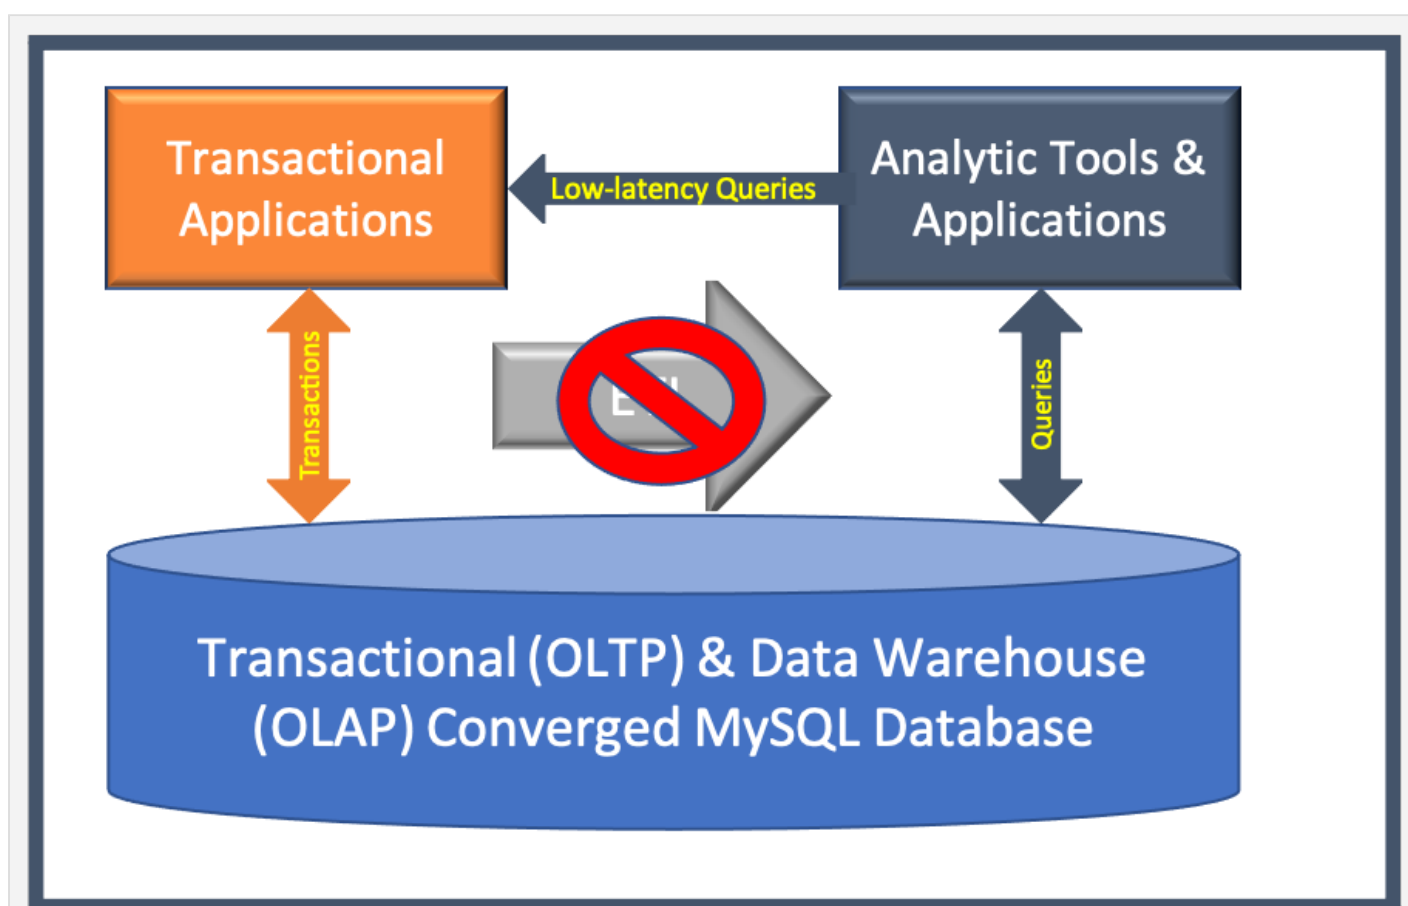 Transactional
Applications
Low-latency Queries
Analytic Tools &
Applications
Transactions
Queries
Transactional (OLTP) & Data Warehouse
(OLAP) Converged MySQL Database